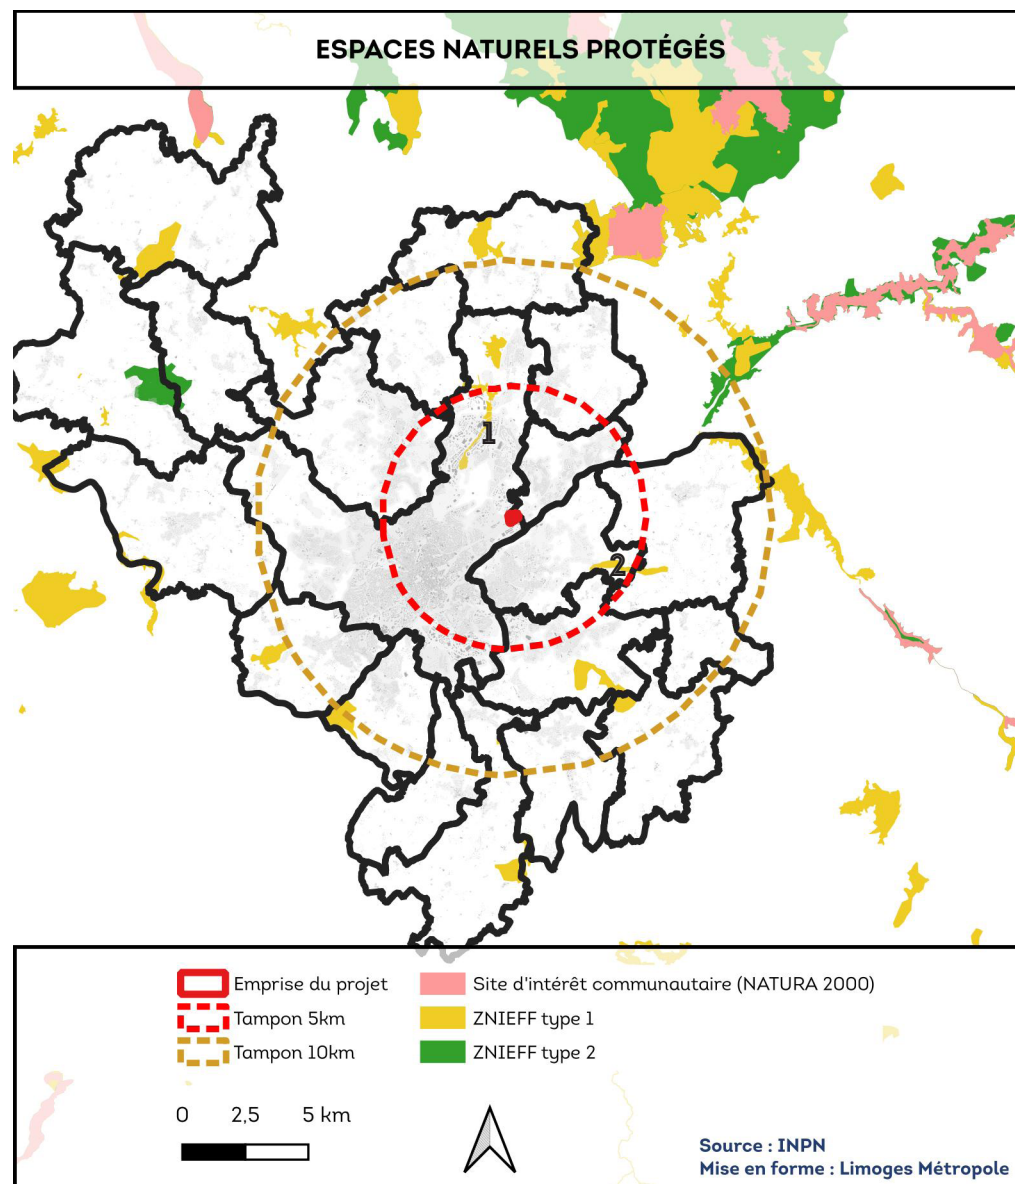 ESPACES NATURELS PROTÉGÉS
1
2
Emprise du projet
Tampon 5km
Tampon 10km
Site d'intérêt communautaire (NATURA 2000)
ZNIEFF type 1
ZNIEFF type 2
0 2,5 5 km
Source : INPN
Mise en forme : Limoges Métropole